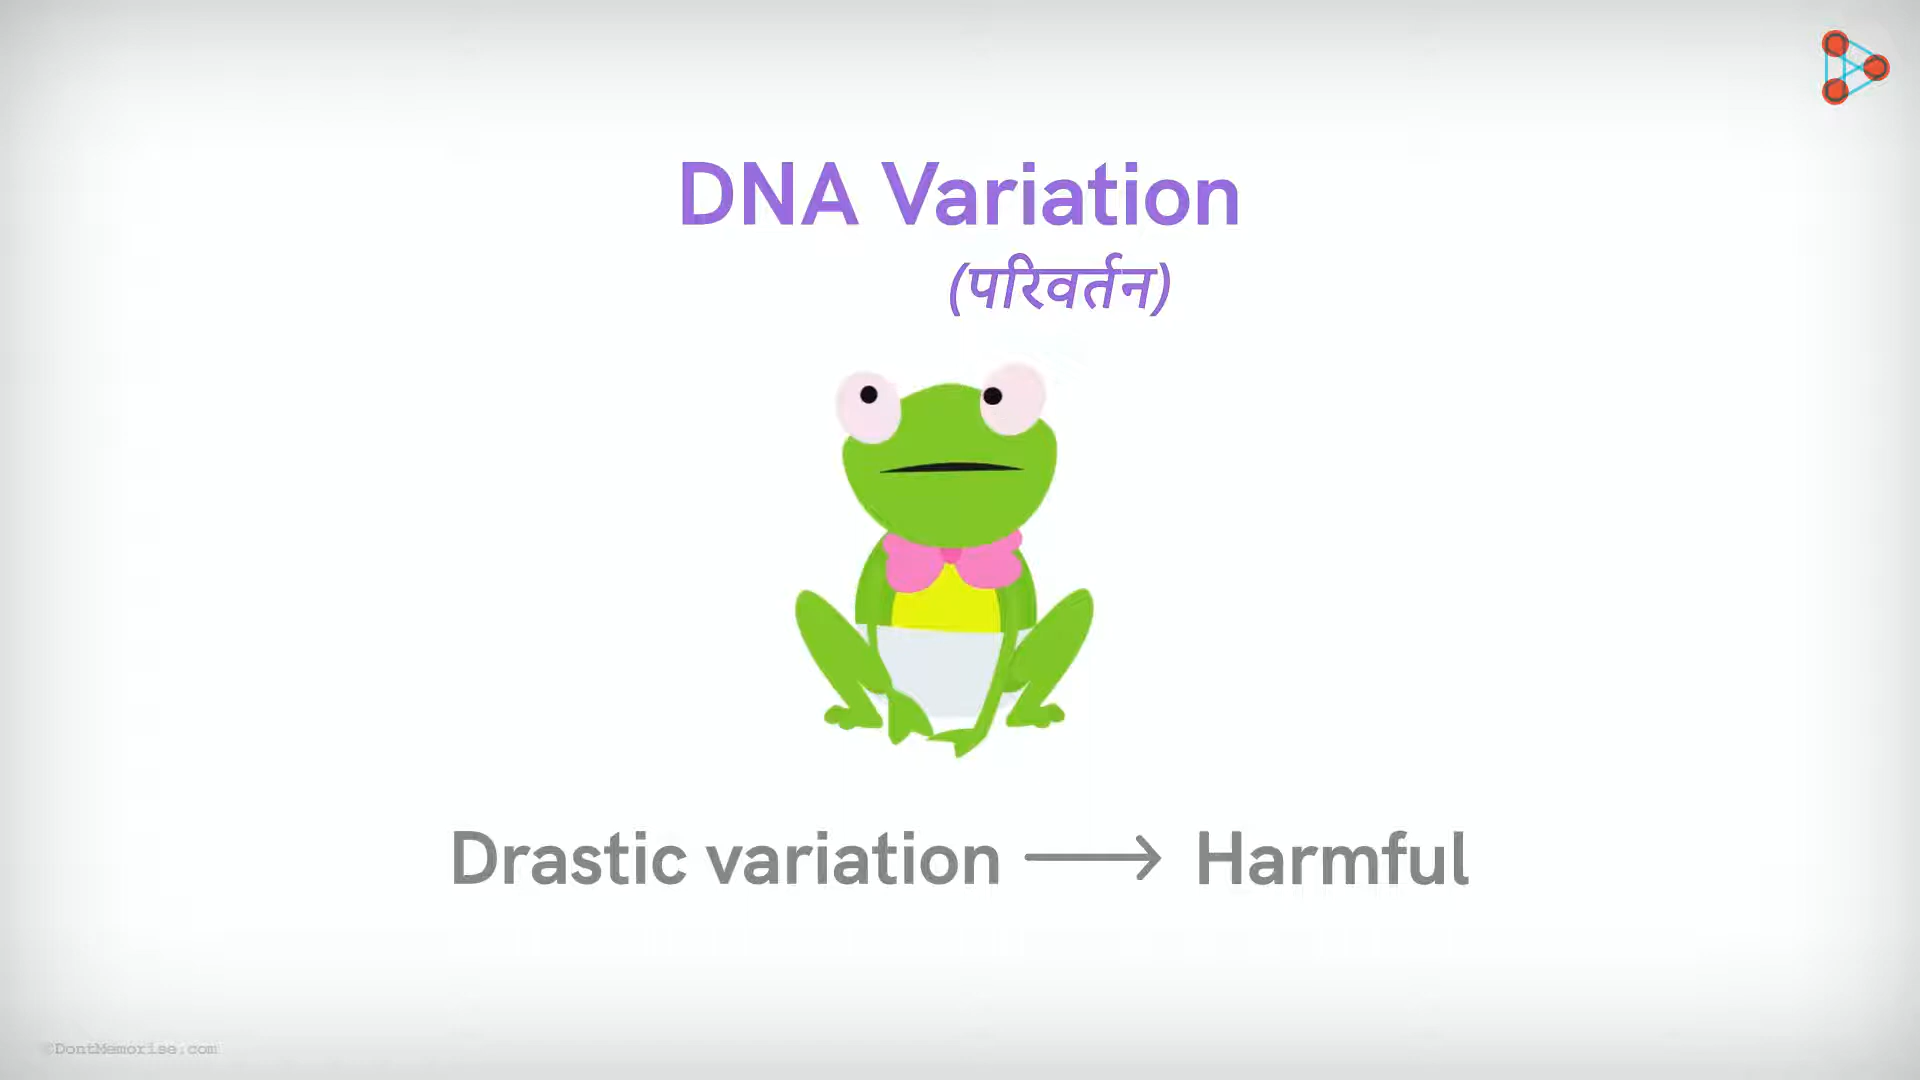 DNA Variation
(परिवर्तन)
Drastic variation ⟶ Harmful
©DontMemorise.com